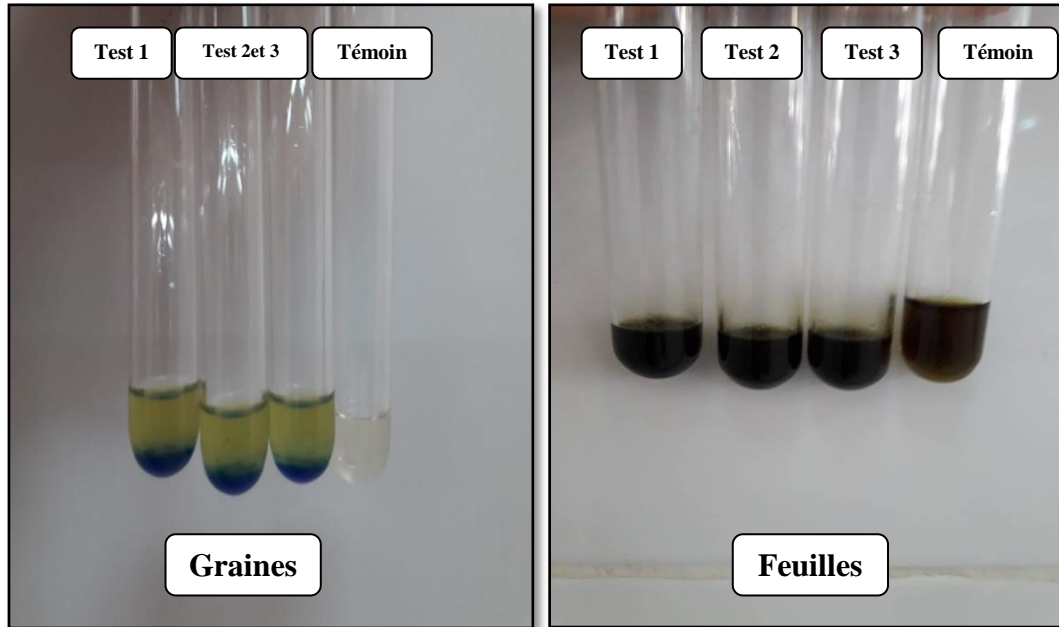 Test 1
Test 2et 3
Témoin
Graines
Test 1
Test 2
Test 3
Témoin
Feuilles